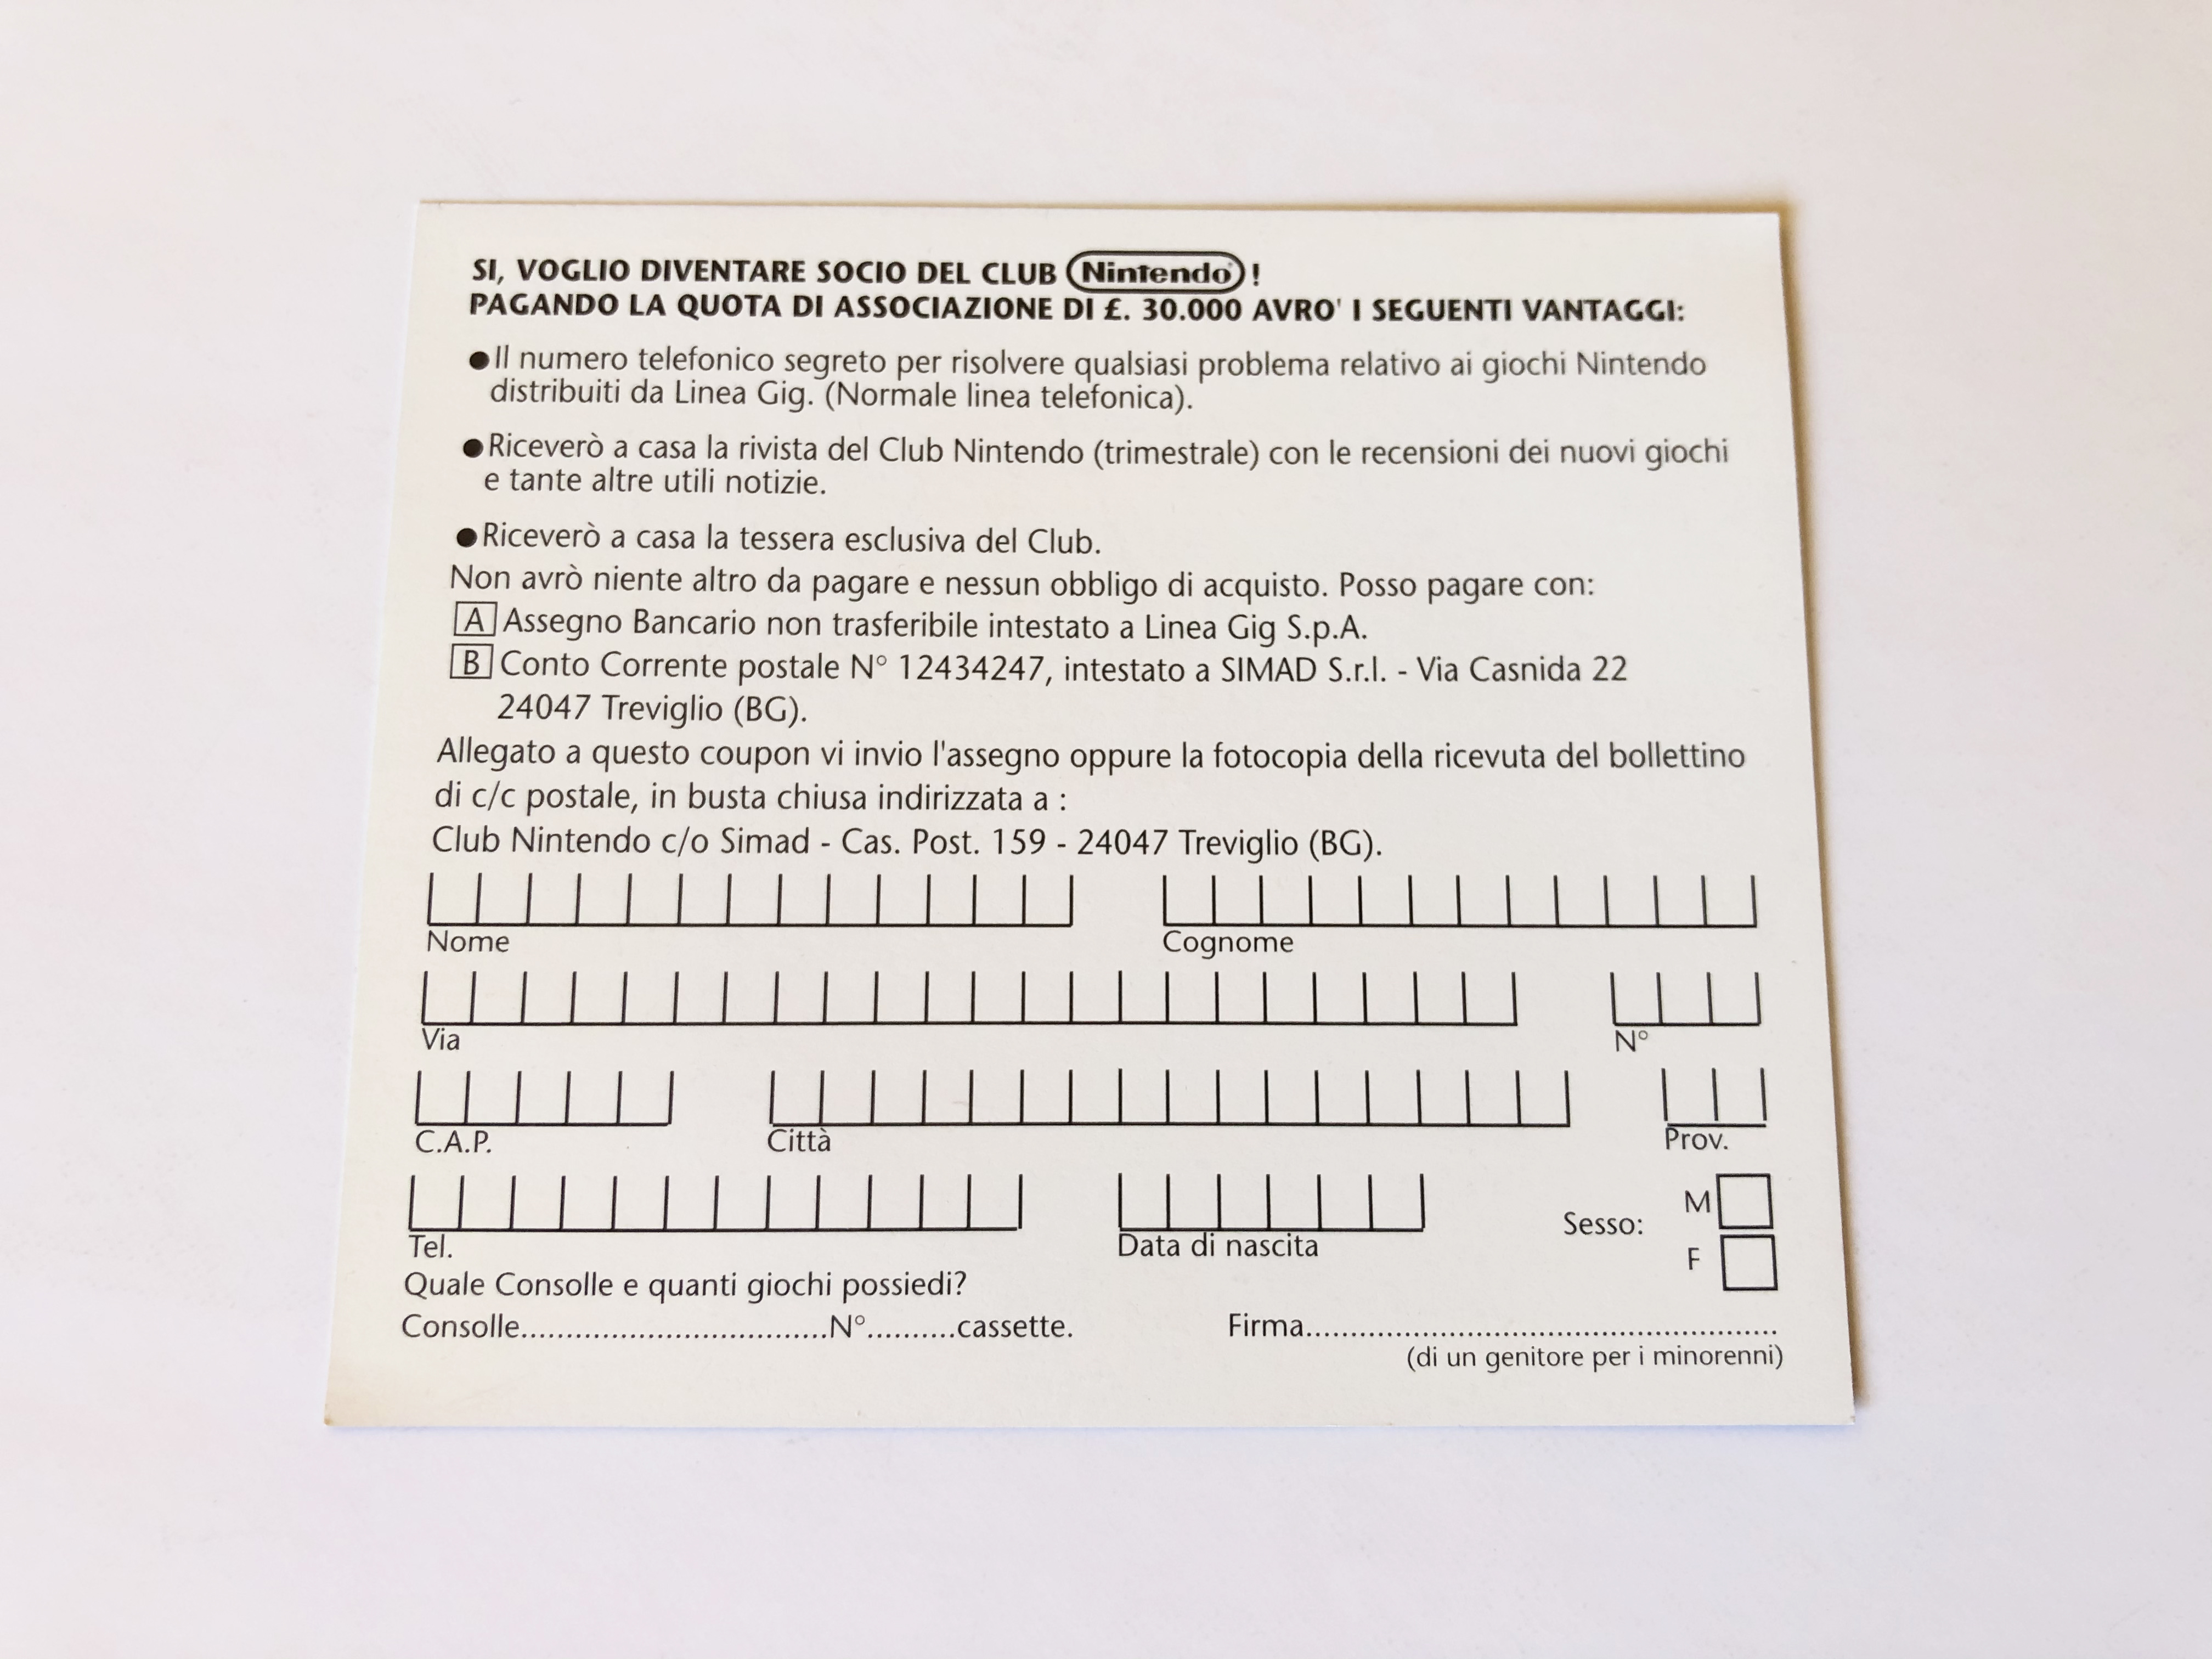 SI, VOGLIO DIVENTARE SOCIO DEL CLUB Nintendo !
PAGANDO LA QUOTA DI ASSOCIAZIONE DI £. 30.000 AVRO' I SEGUENTI VANTAGGI:
● Il numero telefonico segreto per risolvere qualsiasi problema relativo ai giochi Nintendo
distribuiti da Linea Gig. (Normale linea telefonica).
● Riceverò a casa la rivista del Club Nintendo (trimestrale) con le recensioni dei nuovi giochi
e tante altre utili notizie.
● Riceverò a casa la tessera esclusiva del Club.
Non avrò niente altro da pagare e nessun obbligo di acquisto. Posso pagare con:
A Assegno Bancario non trasferibile intestato a Linea Gig S.p.A.
B Conto Corrente postale N° 12434247, intestato a SIMAD S.r.l. - Via Casnida 22
24047 Treviglio (BG).
Allegato a questo coupon vi invio l'assegno oppure la fotocopia della ricevuta del bollettino
di c/c postale, in busta chiusa indirizzata a :
Club Nintendo c/o Simad - Cas. Post. 159 - 24047 Treviglio (BG).
Nome Cognome
Via N°
C.A.P. Città Prov.
Tel. Data di nascita Sesso: M F
Quale Consolle e quanti giochi possiedi?
Consolle..................................N°..........cassette. Firma....................................................
(di un genitore per i minorenni)